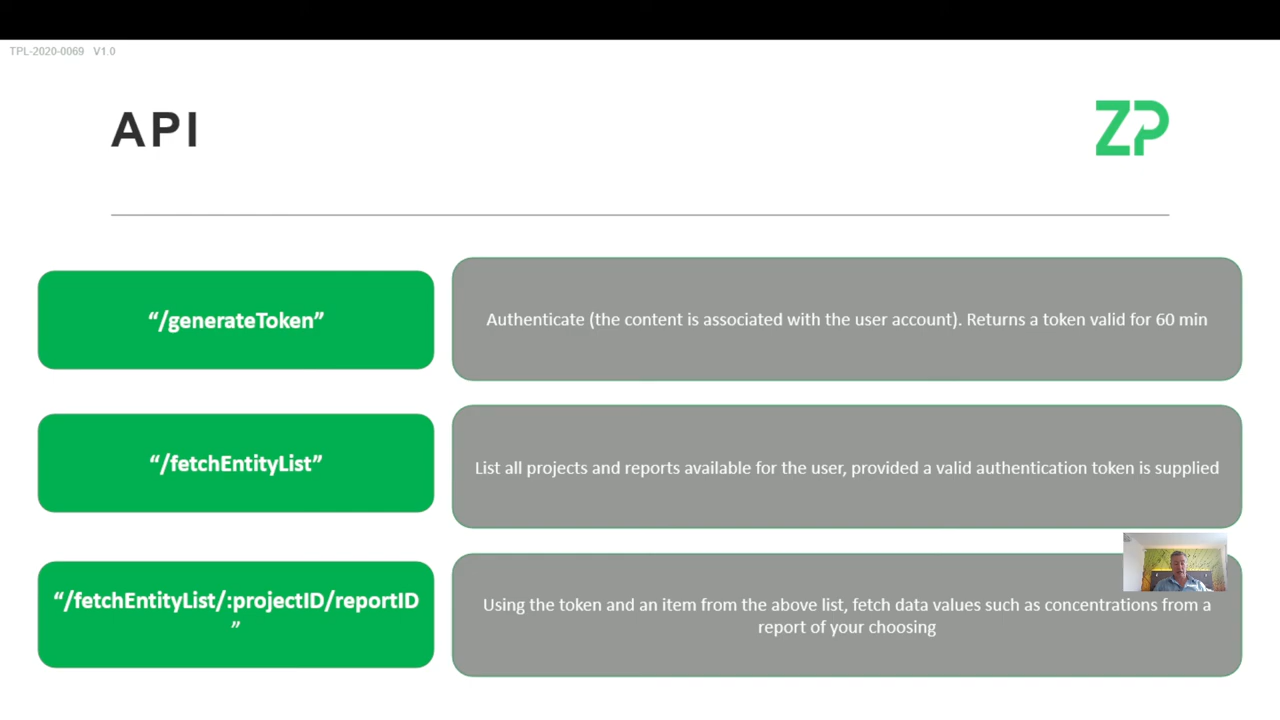 TPL-2020-0069 V1.0
API
ZP
“/generateToken”
Authenticate (the content is associated with the user account). Returns a token valid for 60 min
“/fetchEntityList”
List all projects and reports available for the user, provided a valid authentication token is supplied
“/fetchEntityList/:projectID/reportID
”
Using the token and an item from the above list, fetch data values such as concentrations from a
report of your choosing